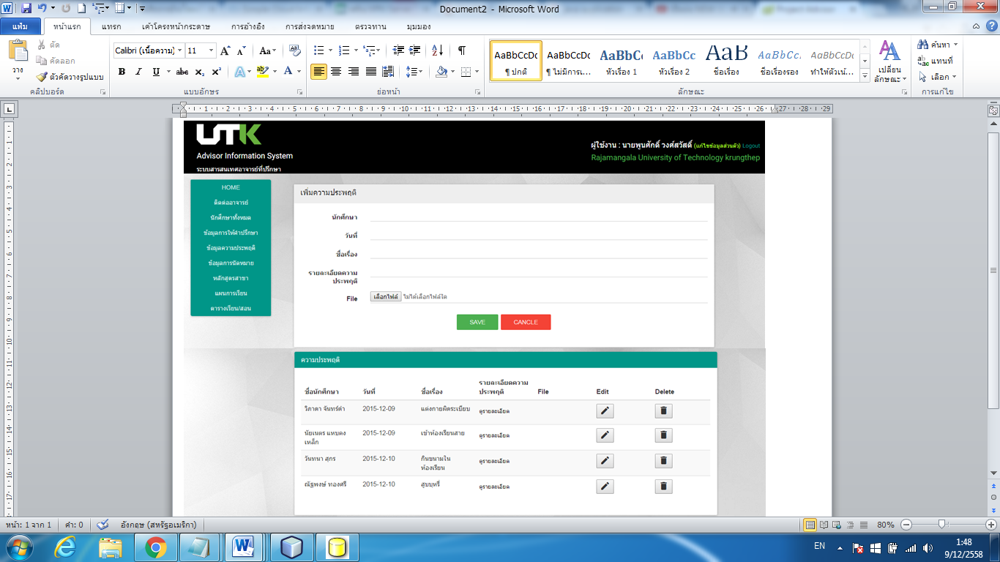 Document2 - Microsoft Word
แฟ้ม หน้าแรก แทรก เค้าโครงหน้ากระดาษ การอ้างอิง การส่งจดหมาย ตรวจทาน มุมมอง
วาง
ตัด
คัดลอก
ตัวคัดวางรูปแบบ
คลิปบอร์ด
Calibri (เนื้อความ) 11
แบบอักษร
ย่อหน้า
AaBbCcDc AaBbCcDc AaBbC AaBbCc AaB AaBbCc AaBbCcDc
¶ ปกติ ¶ ไม่มีการเ... หัวเรื่อง 1 หัวเรื่อง 2 ชื่อเรื่อง ชื่อเรื่องรอง ทำให้ตัวเน้...
ลักษณะ
เปลี่ยน
ลักษณะ
ค้นหา
แทนที่
เลือก
การแก้ไข
1 2 3 4 5 6 7 8 9 10 11 12 13 14 15 16 17 18 19 20 21 22 23 24 25 26 27 28 29
UTK
Advisor Information System
ระบบสารสนเทศอาจารย์ที่ปรึกษา
ผู้ใช้งาน : นายพูนศักดิ์ วงศ์สวัสดิ์ (แก้ไขข้อมูลส่วนตัว) Logout
Rajamangala University of Technology krungthep
HOME
ติดต่ออาจารย์
นักศึกษาทั้งหมด
ข้อมูลการให้คำปรึกษา
ข้อมูลความประพฤติ
ข้อมูลการนัดหมาย
หลักสูตรสาขา
แผนการเรียน
ตารางเรียน/สอน
เพิ่มความประพฤติ
นักศึกษา
วันที่
ชื่อเรื่อง
รายละเอียดความ
ประพฤติ
File เลือกไฟล์ ไม่ได้เลือกไฟล์ใด
SAVE CANCLE
ความประพฤติ
ชื่อนักศึกษา วันที่ ชื่อเรื่อง รายละเอียดความ
ประพฤติ File Edit Delete
วิภาดา จันทร์ดำ 2015-12-09 แต่งกายผิดระเบียบ ดูรายละเอียด
นัยเนตร แหบคง
เหล็ก 2015-12-09 เข้าห้องเรียนสาย ดูรายละเอียด
วันทนา สุกร 2015-12-10 กินขนมใน
ห้องเรียน ดูรายละเอียด
ณัฐพงษ์ ทองศรี 2015-12-10 สูบบุหรี่ ดูรายละเอียด
หน้า: 1 จาก 1 คำ: 0 อังกฤษ (สหรัฐอเมริกา) 80%
EN
1:48
9/12/2558